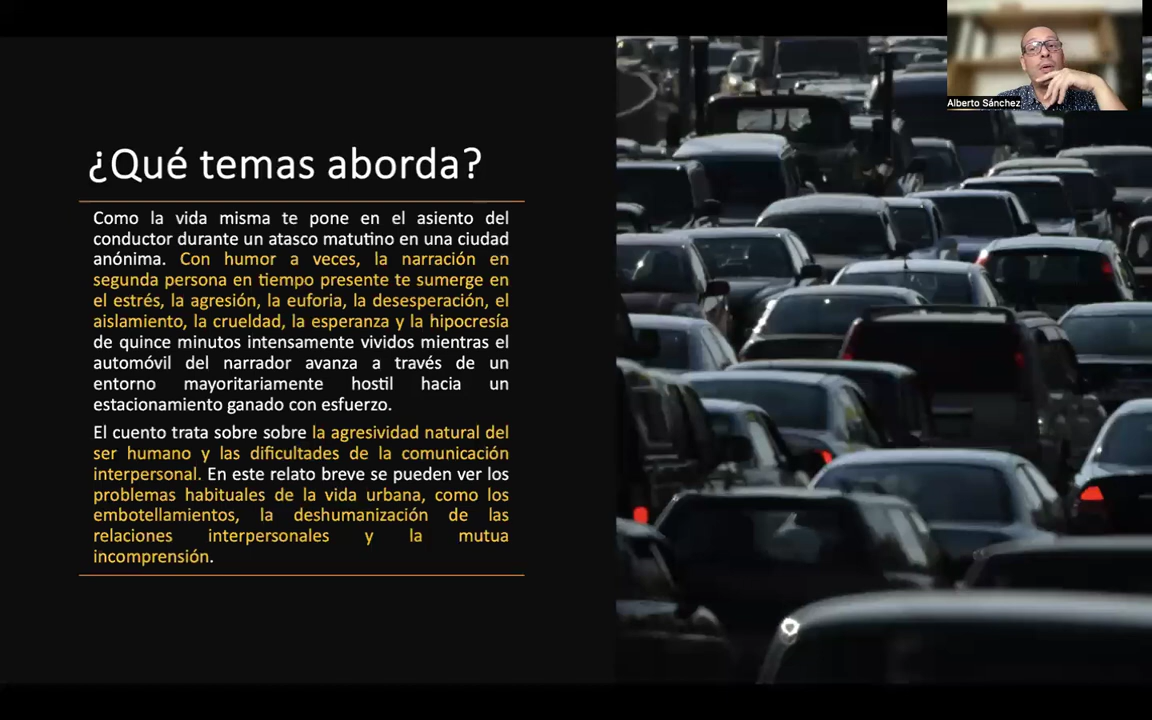 ¿Qué temas aborda?
Como la vida misma te pone en el asiento del
conductor durante un atasco matutino en una ciudad
anónima. Con humor a veces, la narración en
segunda persona en tiempo presente te sumerge en
el estrés, la agresión, la euforia, la desesperación, el
aislamiento, la crueldad, la esperanza y la hipocresía
de quince minutos intensamente vividos mientras el
automóvil del narrador avanza a través de un
entorno mayoritariamente hostil hacia un
estacionamiento ganado con esfuerzo.
El cuento trata sobre sobre la agresividad natural del
ser humano y las dificultades de la comunicación
interpersonal. En este relato breve se pueden ver los
problemas habituales de la vida urbana, como los
embotellamientos, la deshumanización de las
relaciones interpersonales y la mutua
incomprensión.
Alberto Sánchez